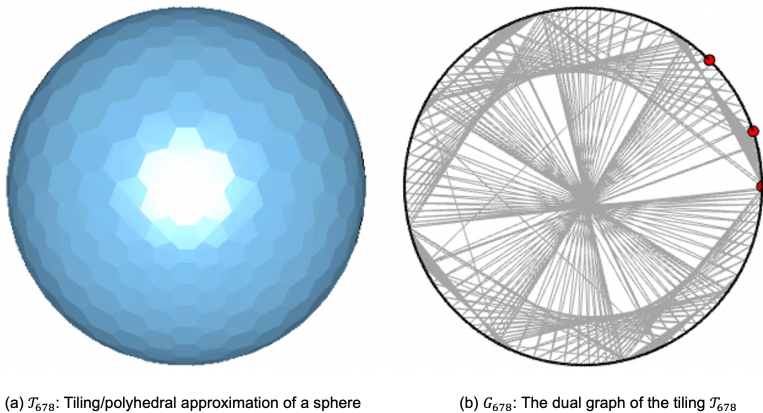 (a) 𝒯₆₇₈: Tiling/polyhedral approximation of a sphere
(b) G₆₇₈: The dual graph of the tiling 𝒯₆₇₈